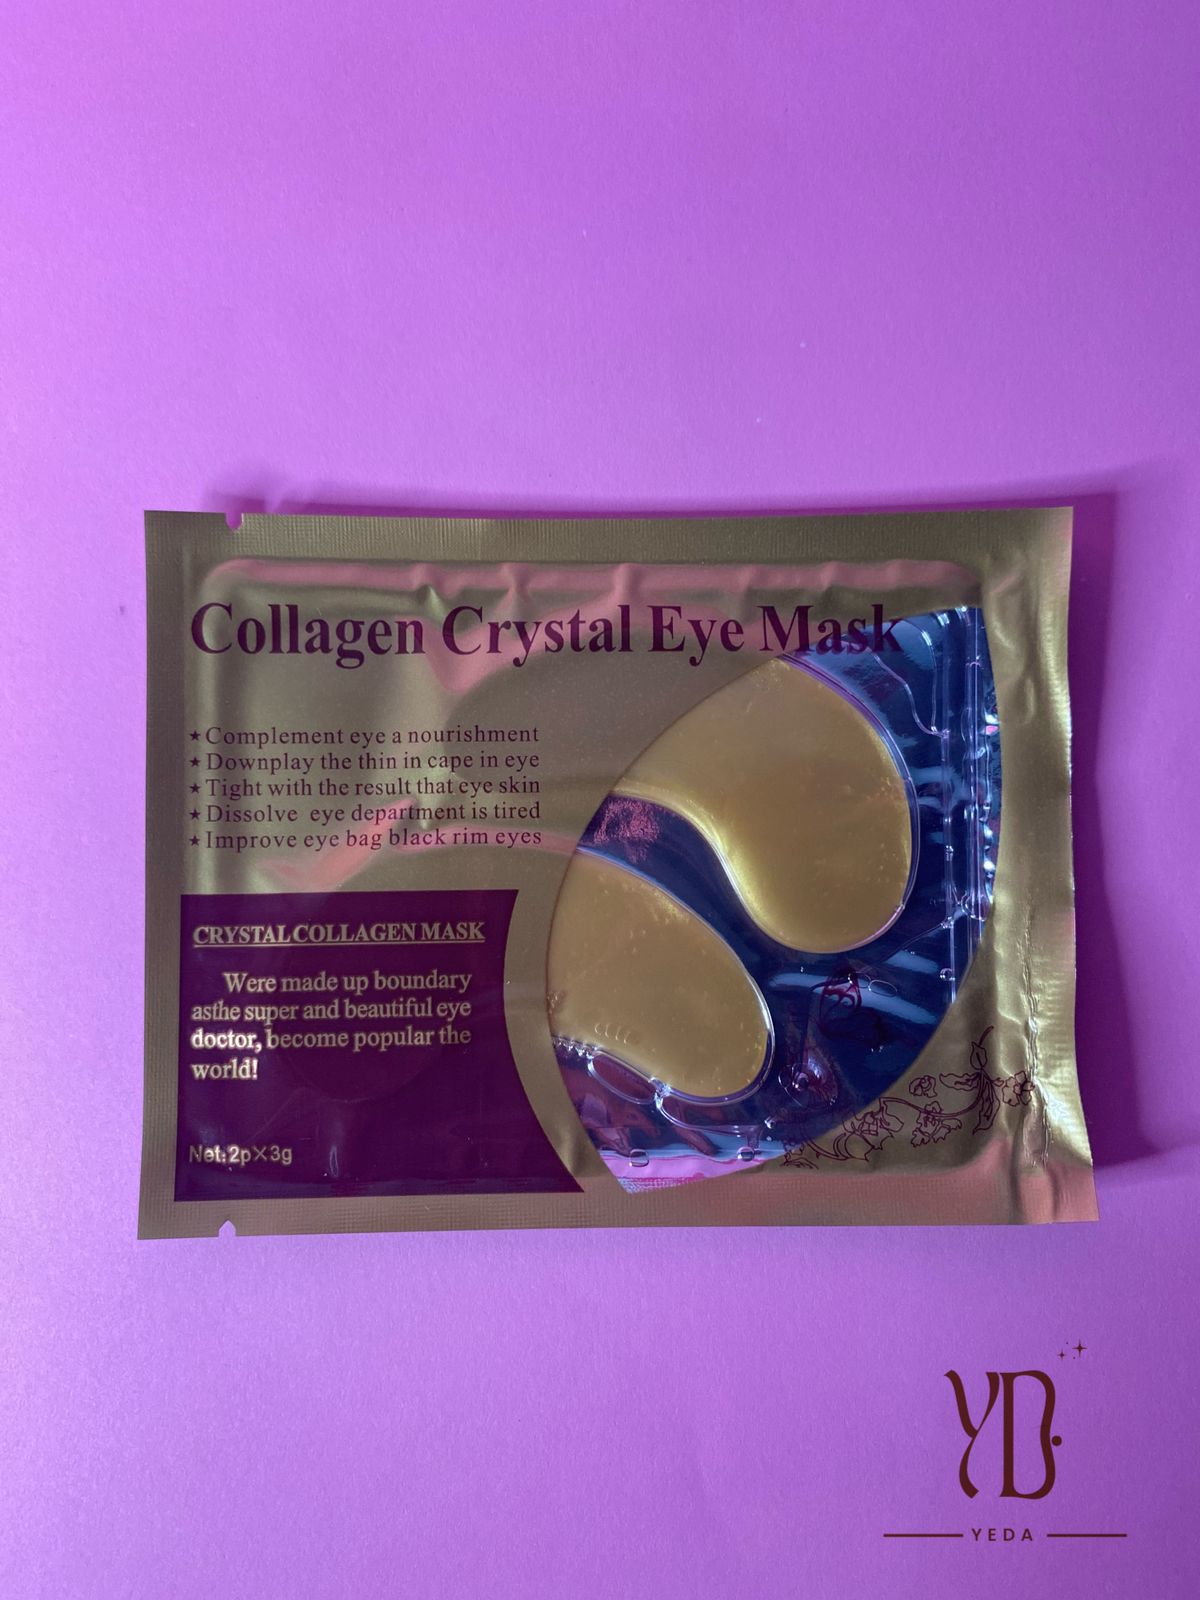 Collagen Crystal Eye Mask
★Complement eye a nourishment
★Downplay the thin in cape in eye
★Tight with the result that eye skin
★Dissolve eye department is tired
★Improve eye bag black rim eyes
CRYSTAL COLLAGEN MASK
Were made up boundary
asthe super and beautiful eye
doctor, become popular the
world!
Net:2p×3g
YD
YEDA